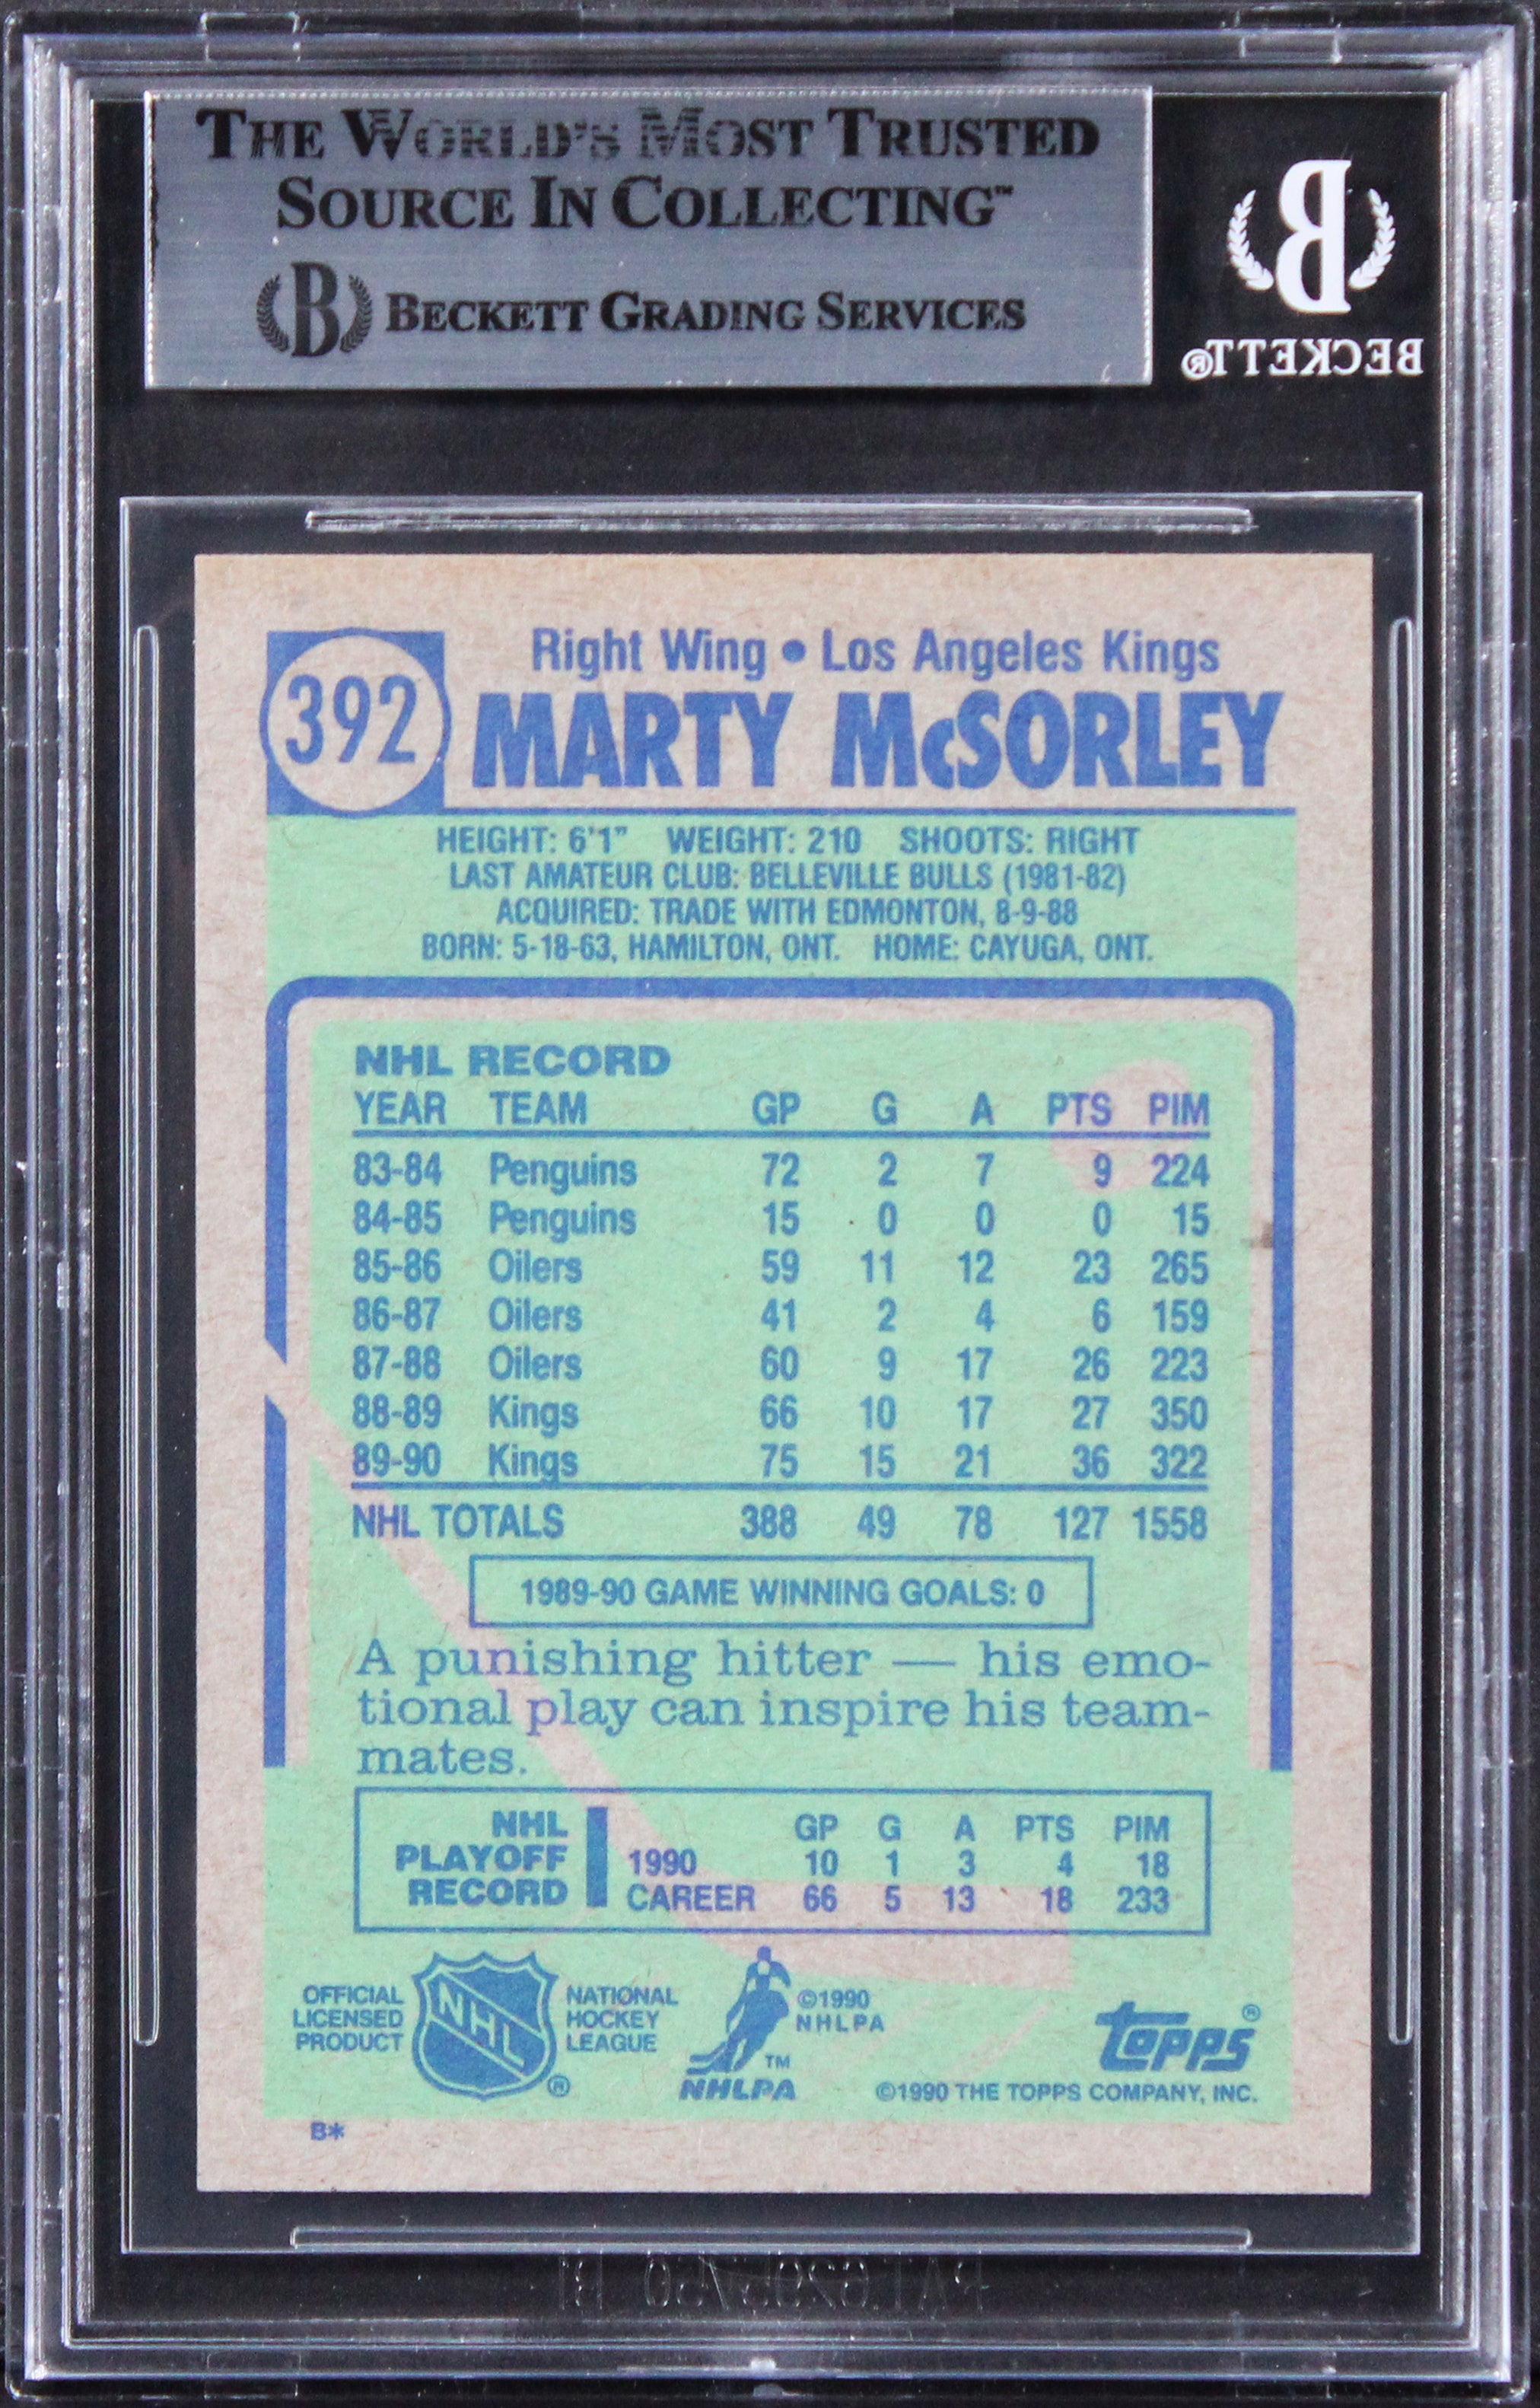 THE WORLD'S MOST TRUSTED
SOURCE IN COLLECTING™
B BECKETT GRADING SERVICES
B
BECKETT®
392
Right Wing • Los Angeles Kings
MARTY McSORLEY
HEIGHT: 6'1" WEIGHT: 210 SHOOTS: RIGHT
LAST AMATEUR CLUB: BELLEVILLE BULLS (1981-82)
ACQUIRED: TRADE WITH EDMONTON, 8-9-88
BORN: 5-18-63, HAMILTON, ONT. HOME: CAYUGA, ONT.
NHL RECORD
YEAR TEAM GP G A PTS PIM
83-84 Penguins 72 2 7 9 224
84-85 Penguins 15 0 0 0 15
85-86 Oilers 59 11 12 23 265
86-87 Oilers 41 2 4 6 159
87-88 Oilers 60 9 17 26 223
88-89 Kings 66 10 17 27 350
89-90 Kings 75 15 21 36 322
NHL TOTALS 388 49 78 127 1558
1989-90 GAME WINNING GOALS: 0
A punishing hitter — his emo-
tional play can inspire his team-
mates.
NHL PLAYOFF RECORD
GP G A PTS PIM
1990 10 1 3 4 18
CAREER 66 5 13 18 233
OFFICIAL
LICENSED
PRODUCT
NHL
®
NATIONAL
HOCKEY
LEAGUE
TM
NHLPA
©1990
NHLPA
topps®
©1990 THE TOPPS COMPANY, INC.
B*